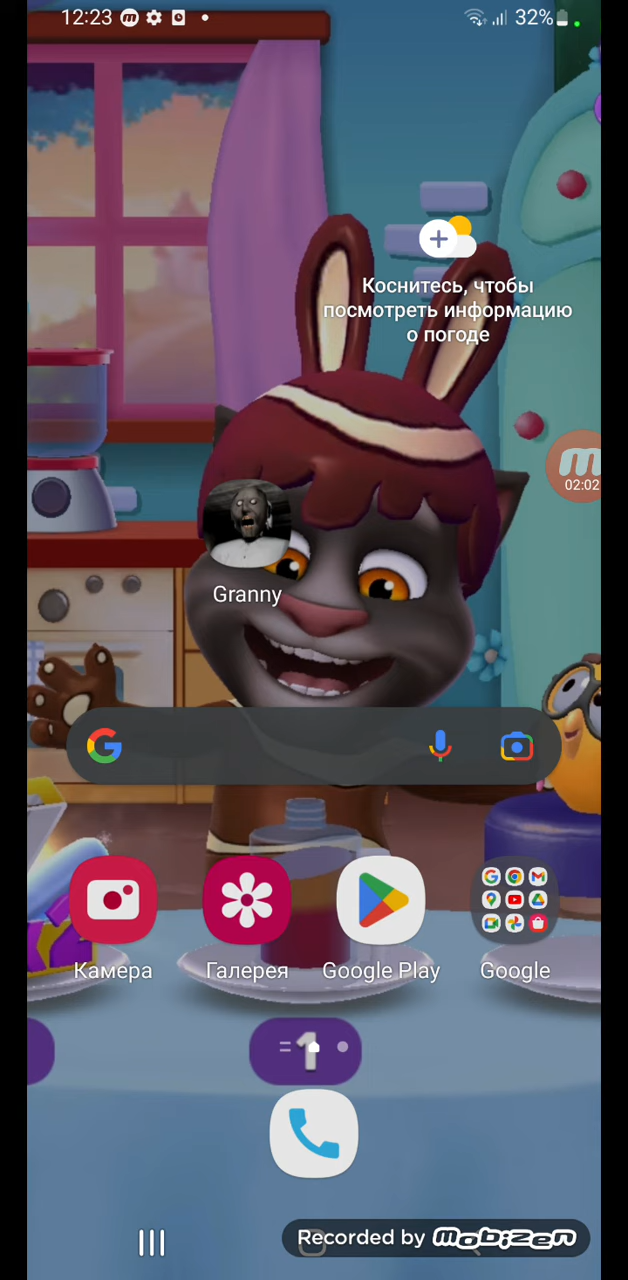 12:23
32%
Коснитесь, чтобы
посмотреть информацию
о погоде
02:02
Granny
Камера
Галерея
Google Play
Google
1
Recorded by mobizen